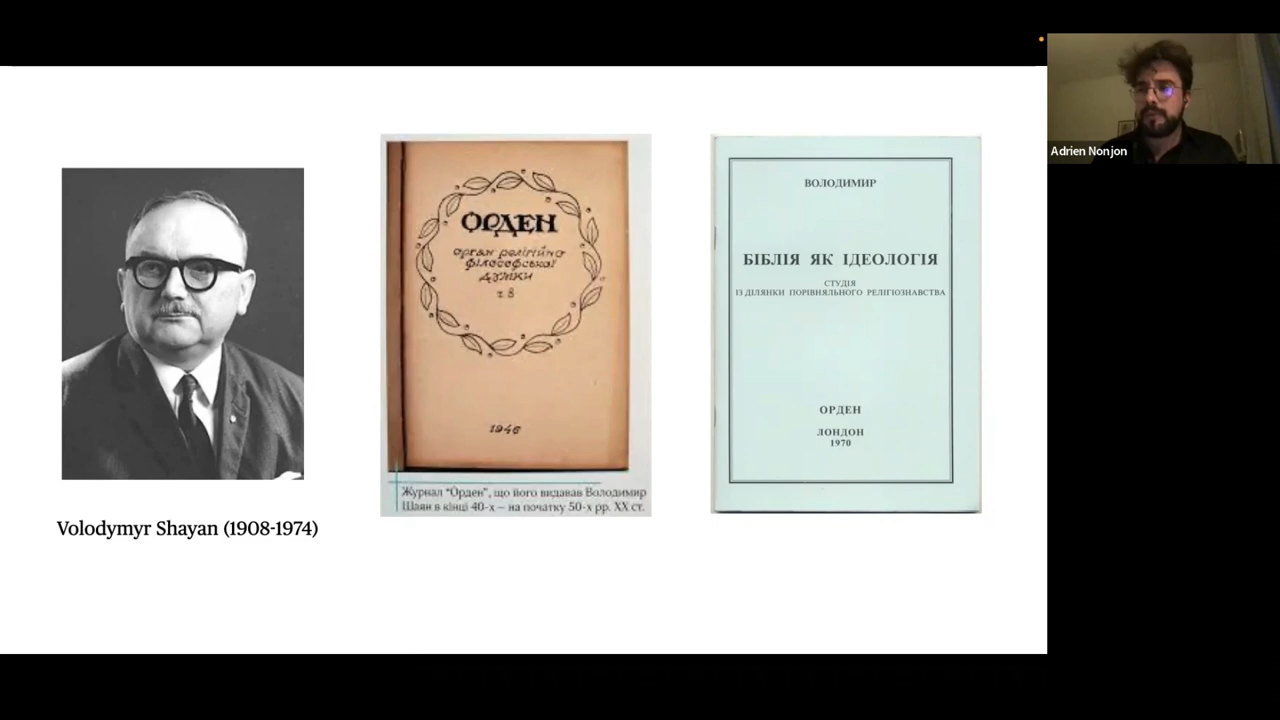 Volodymyr Shayan (1908-1974)
ОРДЕН
орган релігійно
філософської
думки
ч 8
1946
Журнал “Орден”, що його видавав Володимир
Шаян в кінці 40-х – на початку 50-х рр. ХХ ст.
ВОЛОДИМИР
БІБЛІЯ ЯК ІДЕОЛОГІЯ
СТУДІЯ
ІЗ ДІЛЯНКИ ПОРІВНЯЛЬНОГО РЕЛІГІОЗНАВСТВА
ОРДЕН
ЛОНДОН
1970
Adrien Nonjon